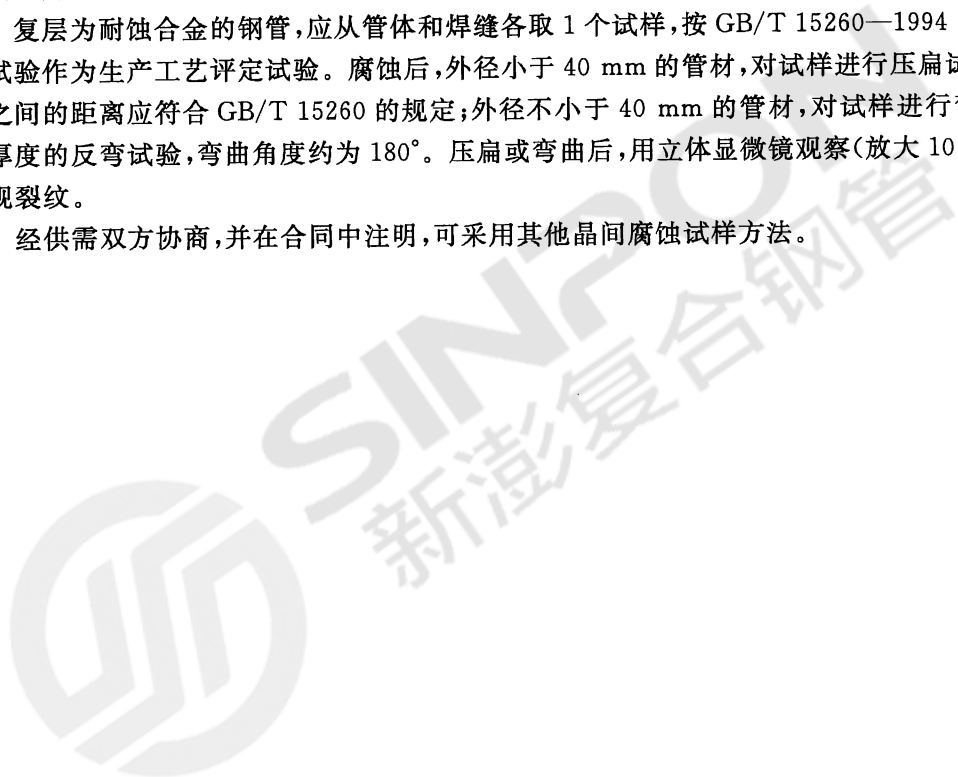 复层为耐蚀合金的钢管,应从管体和焊缝各取 1 个试样,按 GB/T 15260—1994
试验作为生产工艺评定试验。腐蚀后,外径小于 40 mm 的管材,对试样进行压扁试
之间的距离应符合 GB/T 15260 的规定;外径不小于 40 mm 的管材,对试样进行
厚度的反弯试验,弯曲角度约为 180°。压扁或弯曲后,用立体显微镜观察(放大 10
现裂纹。
经供需双方协商,并在合同中注明,可采用其他晶间腐蚀试样方法。
SINPOM
新澎复合钢管